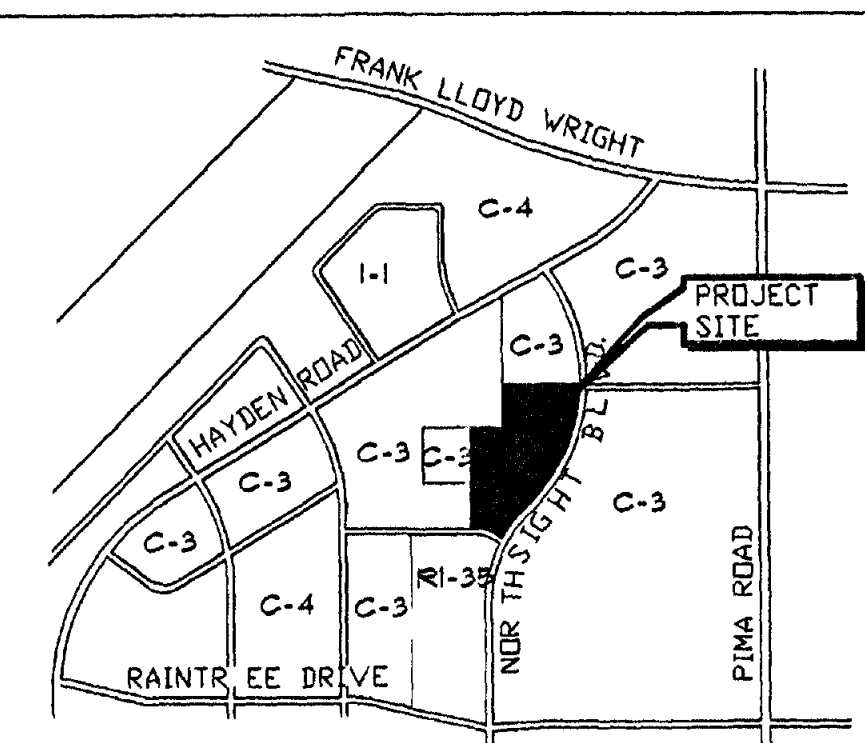 FRANK LLOYD WRIGHT
C-4
I-1
C-3
PROJECT
SITE
C-3
HAYDEN ROAD
C-3
C-3
C-3
C-3
C-3
NORTHSIGHT BLVD.
R1-35
C-4
C-3
PIMA ROAD
RAINTREE DRIVE